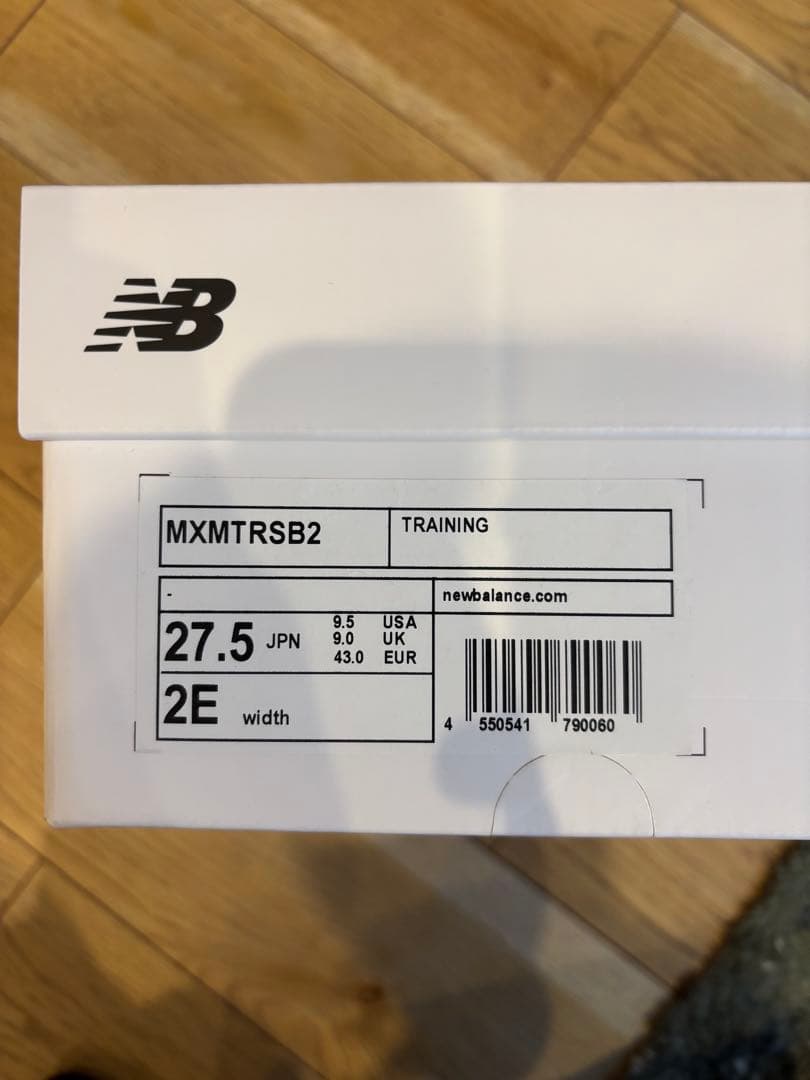 NB
MXMTRSB2
TRAINING
-
newbalance.com
27.5 JPN
9.5 USA
9.0 UK
43.0 EUR
2E width
4 550541 790060